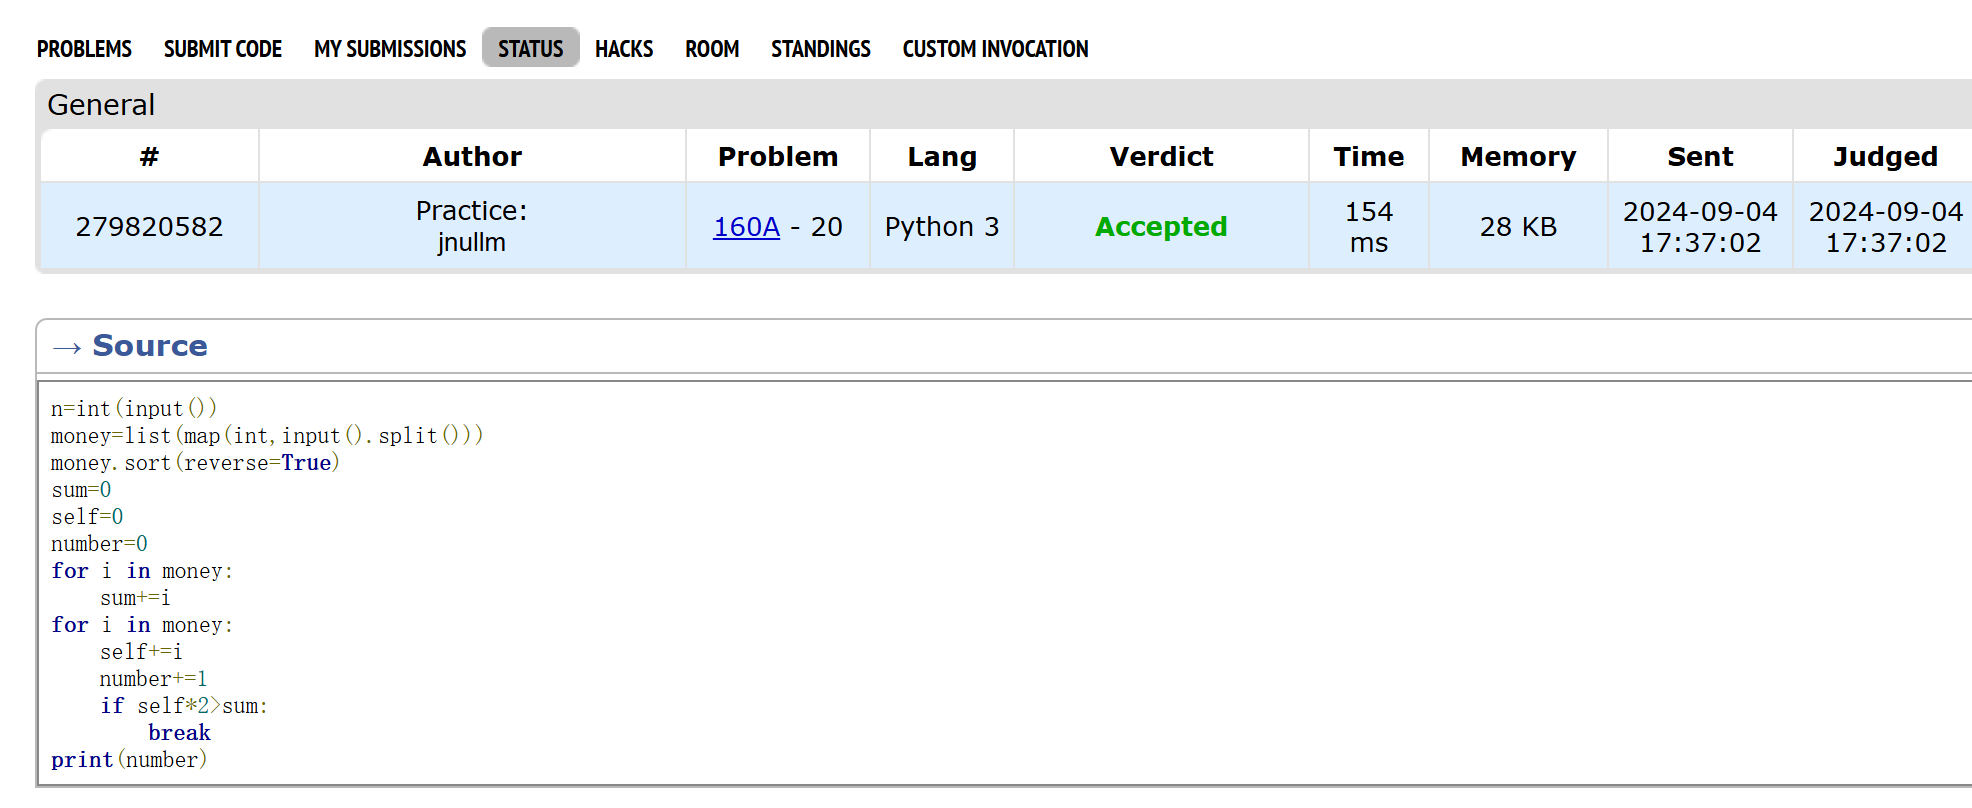 PROBLEMS SUBMIT CODE MY SUBMISSIONS STATUS HACKS ROOM STANDINGS CUSTOM INVOCATION
General
# Author Problem Lang Verdict Time Memory Sent Judged
279820582 Practice: jnullm 160A - 20 Python 3 Accepted 154 ms 28 KB 2024-09-04 17:37:02 2024-09-04 17:37:02
→ Source
n=int(input())
money=list(map(int,input().split()))
money.sort(reverse=True)
sum=0
self=0
number=0
for i in money:
    sum+=i
for i in money:
    self+=i
    number+=1
    if self*2>sum:
        break
print(number)